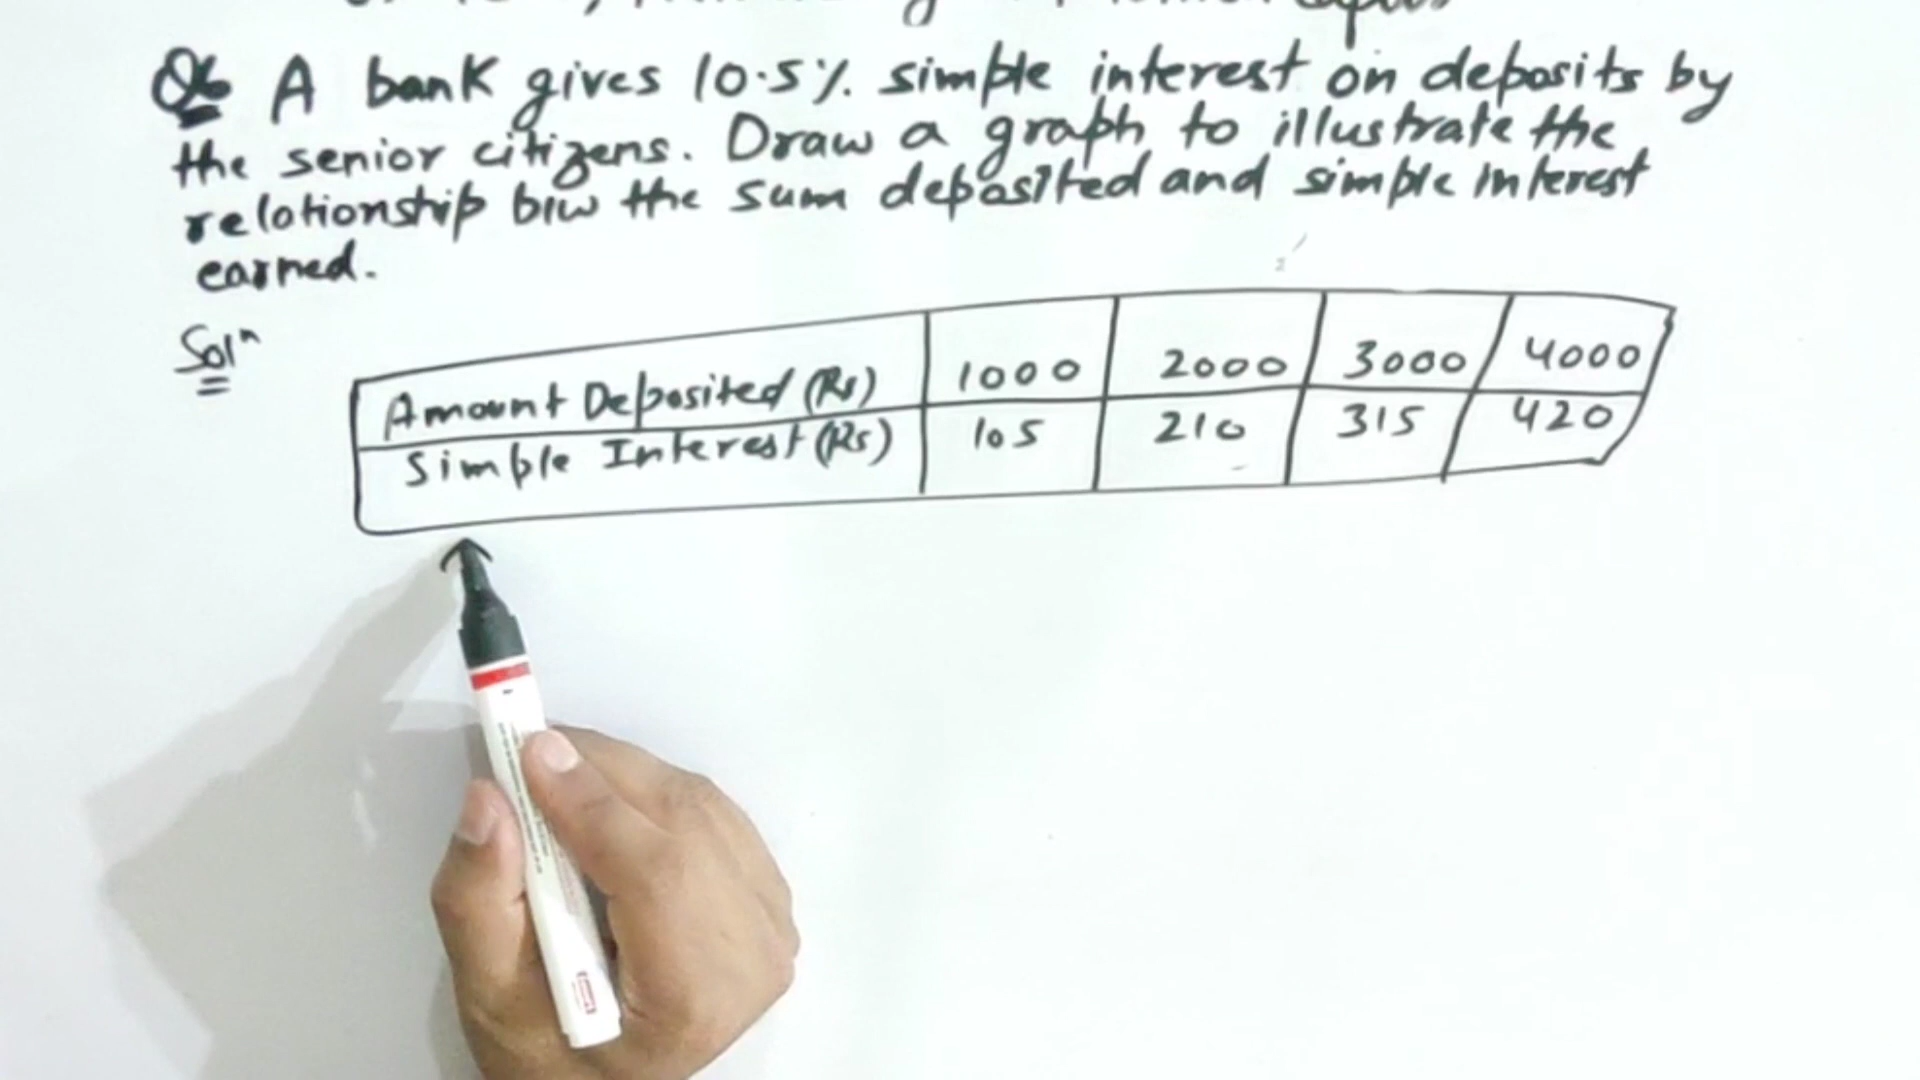 Q6 A bank gives 10.5% simple interest on deposits by
the senior citizens. Draw a graph to illustrate the
relationship b/w the sum deposited and simple interest
earned.
Solⁿ
Amount Deposited (Rs) 1000 2000 3000 4000
Simple Interest (Rs) 105 210 315 420